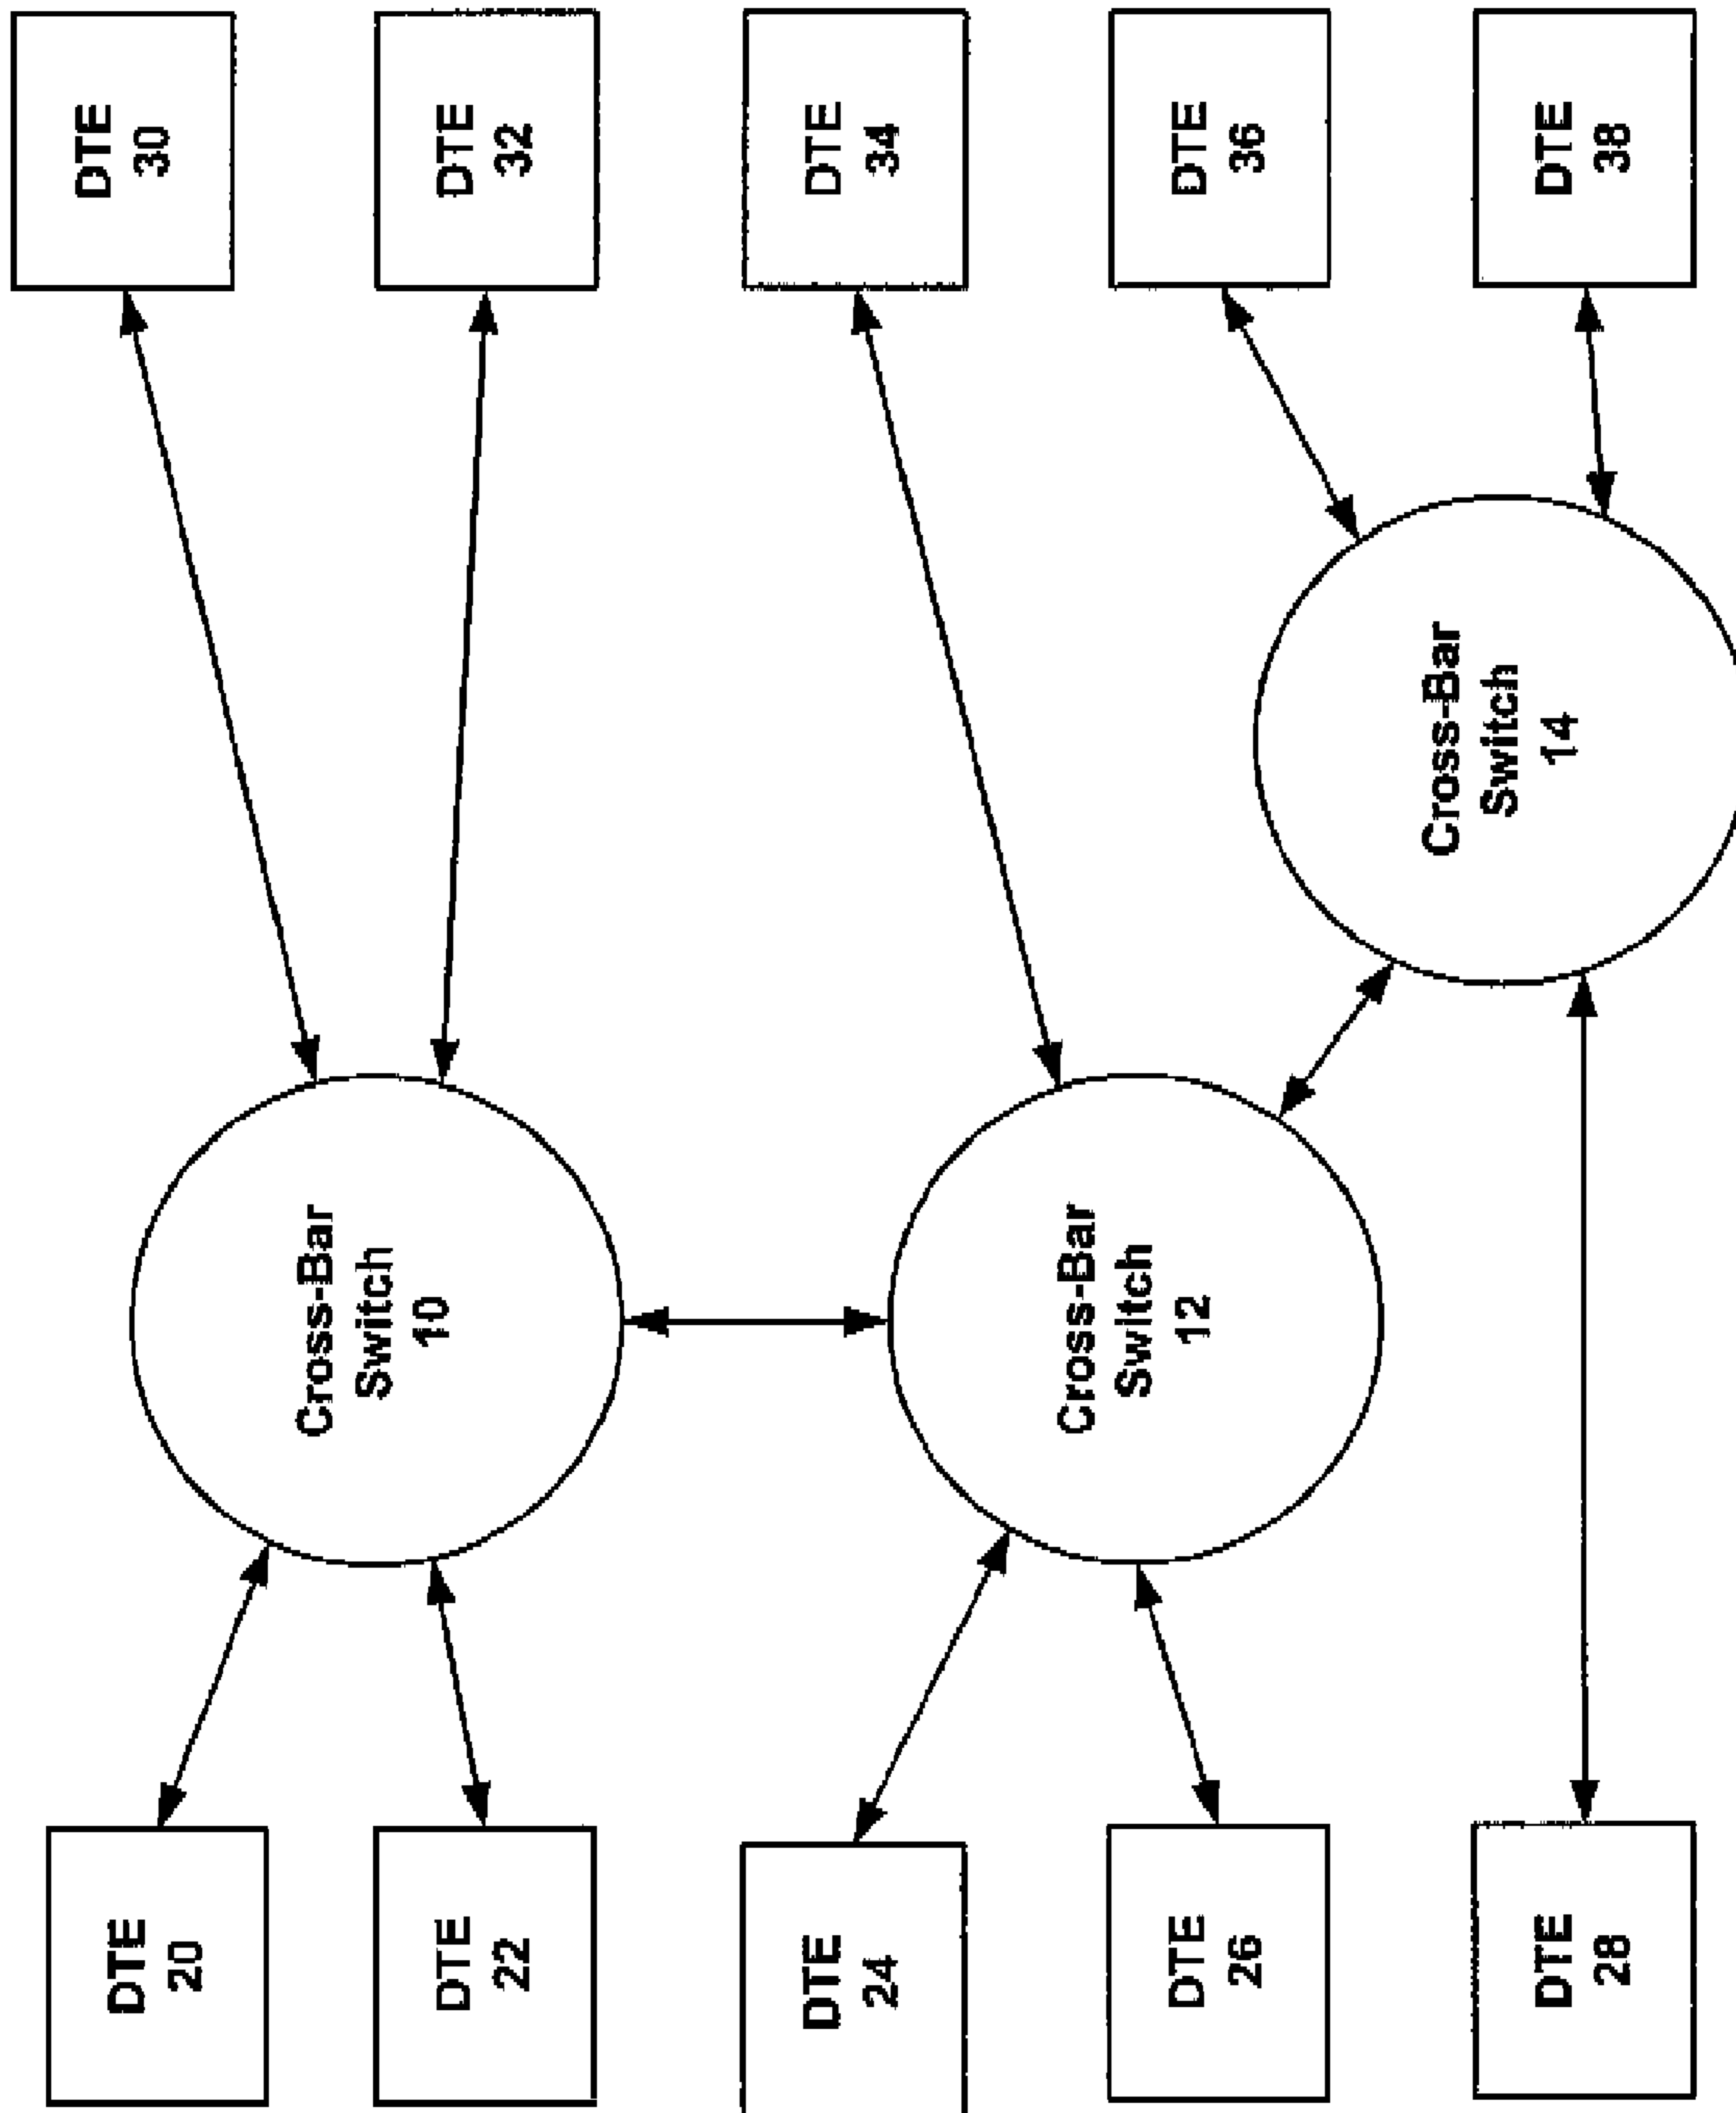 DTE
20
DTE
22
DTE
24
DTE
26
DTE
28
Cross-Bar
Switch
10
Cross-Bar
Switch
12
Cross-Bar
Switch
14
DTE
30
DTE
32
DTE
34
DTE
36
DTE
38